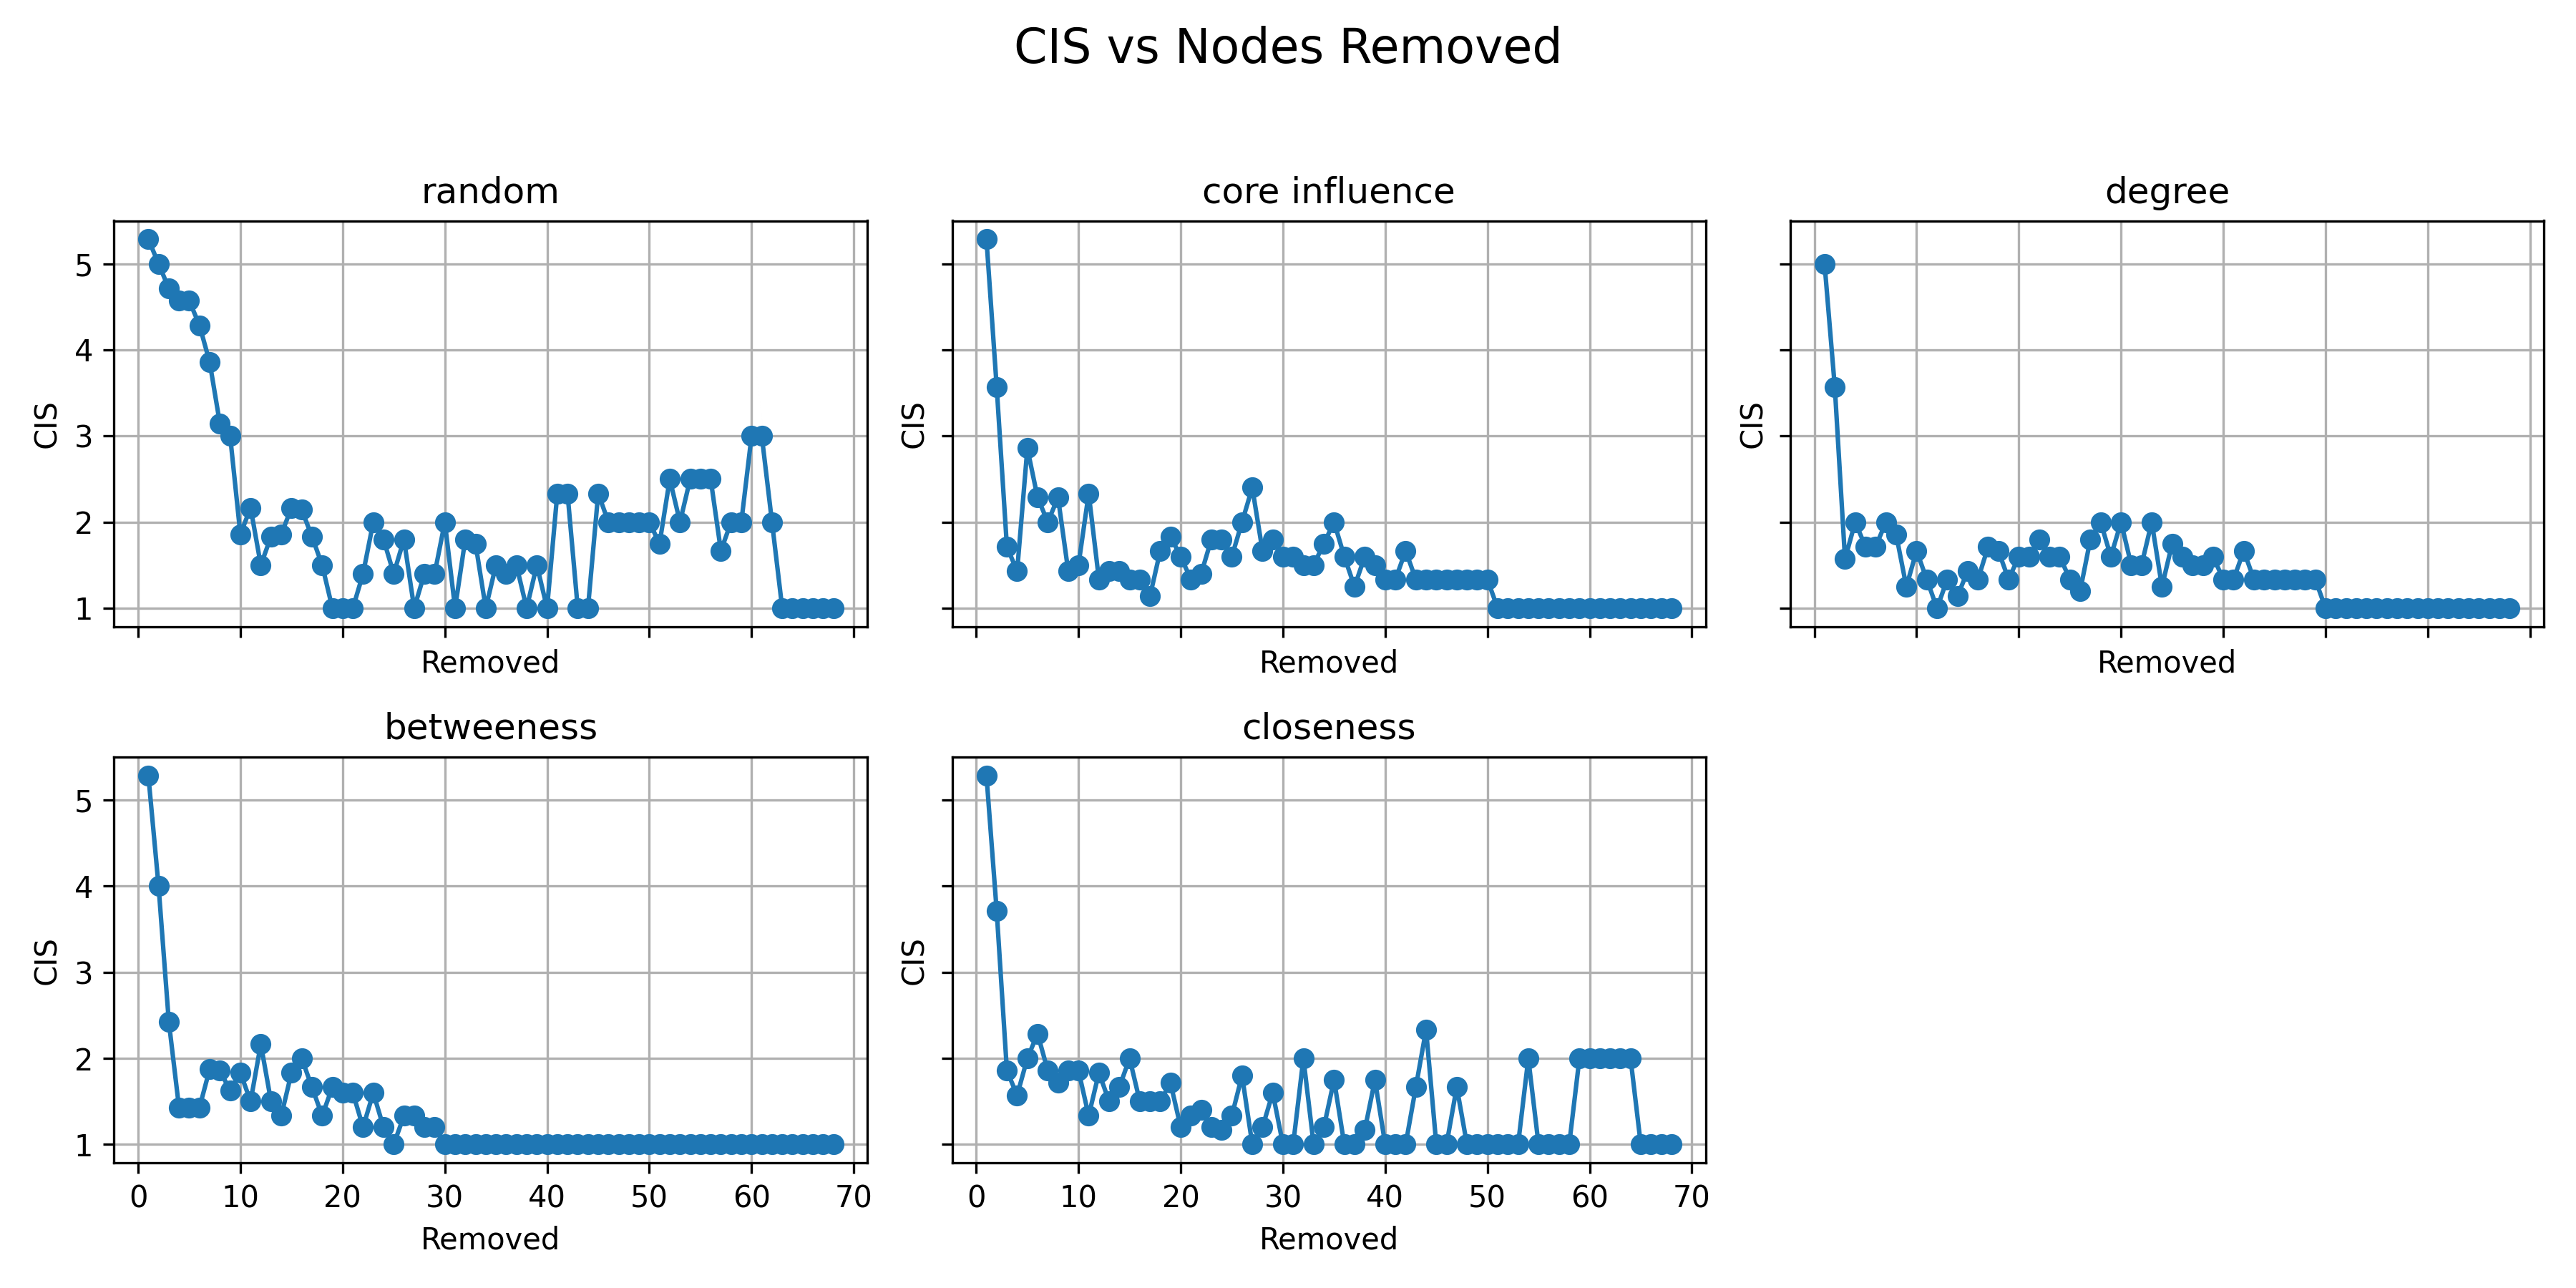 CIS vs Nodes Removed
random
5
4
3
2
1
CIS
Removed
core influence
CIS
Removed
degree
CIS
Removed
betweeness
5
4
3
2
1
CIS
0 10 20 30 40 50 60 70
Removed
closeness
CIS
0 10 20 30 40 50 60 70
Removed